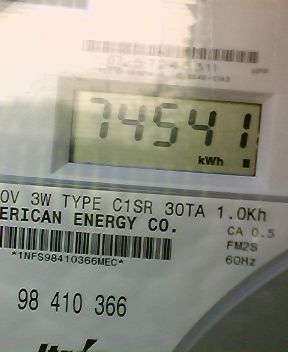 74541
kWh
0V 3W TYPE C1SR 30TA 1.0Kh
ERICAN ENERGY CO.
CA 0.5
FM2S
*1NFS98410366MEC*
60Hz
98 410 366